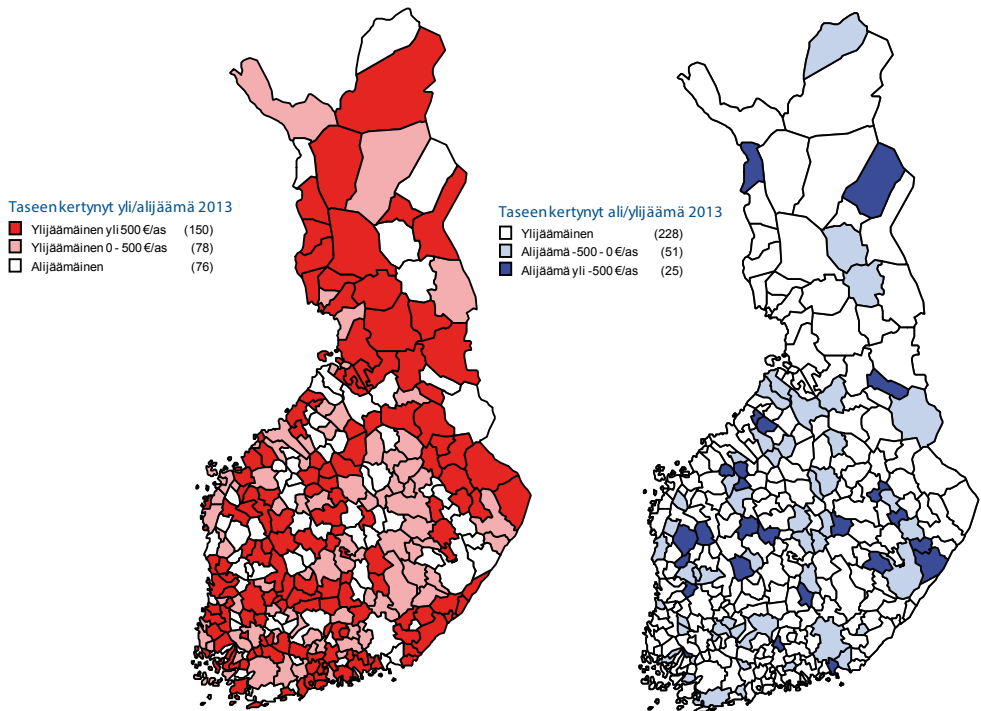 Taseen kertynyt yli/alijäämä 2013
Ylijäämäinen yli 500 €/as (150)
Ylijäämäinen 0 - 500 €/as (78)
Alijäämäinen (76)
Taseen kertynyt ali/ylijäämä 2013
Ylijäämäinen (228)
Alijäämä -500 - 0 €/as (51)
Alijäämä yli -500 €/as (25)